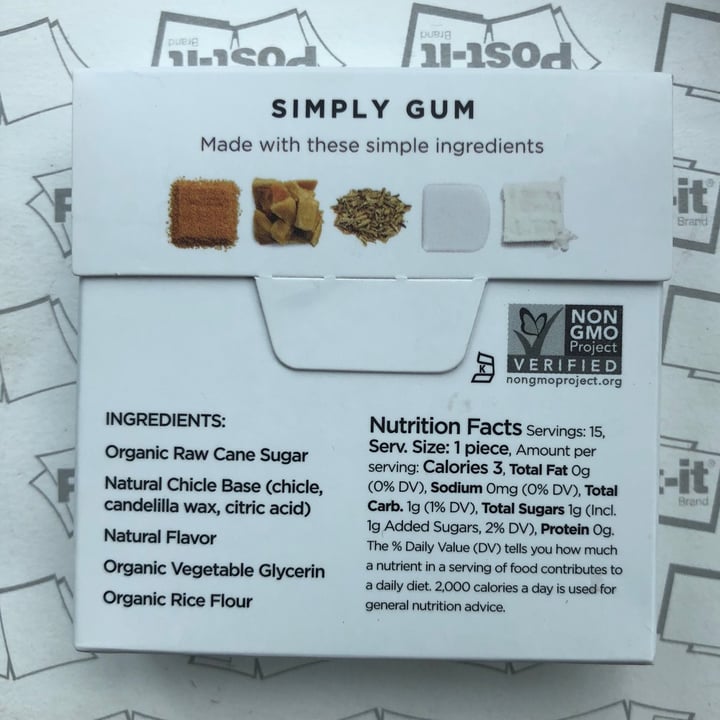 Post-it
Brand
Post-it
Brand
SIMPLY GUM
Made with these simple ingredients
-it®
Brand
NON
GMO
Project
VERIFIED
nongmoproject.org
K
INGREDIENTS:
Organic Raw Cane Sugar
Natural Chicle Base (chicle,
candelilla wax, citric acid)
Natural Flavor
Organic Vegetable Glycerin
Organic Rice Flour
Nutrition Facts Servings: 15,
Serv. Size: 1 piece, Amount per
serving: Calories 3, Total Fat 0g
(0% DV), Sodium 0mg (0% DV), Total
Carb. 1g (1% DV), Total Sugars 1g (Incl.
1g Added Sugars, 2% DV), Protein 0g.
The % Daily Value (DV) tells you how much
a nutrient in a serving of food contributes to
a daily diet. 2,000 calories a day is used for
general nutrition advice.
-it®
Brand